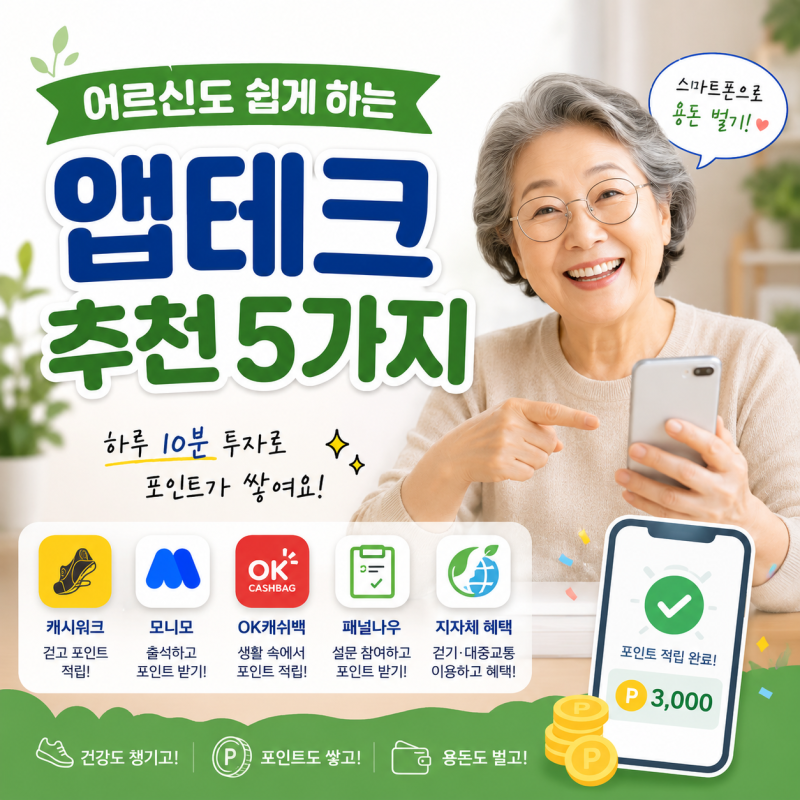 어르신도 쉽게 하는
앱테크
추천 5가지
스마트폰으로
용돈 벌기!
하루 10분 투자로
포인트가 쌓여요!
OK
CASHBAG
캐시워크
걷고 포인트
적립!
모니모
출석하고
포인트 받기!
OK캐쉬백
생활 속에서
포인트 적립!
패널나우
설문 참여하고
포인트 받기!
지자체 혜택
걷기·대중교통
이용하고 혜택!
포인트 적립 완료!
P 3,000
P
P
건강도 챙기고!
P
포인트도 쌓고!
용돈도 벌고!